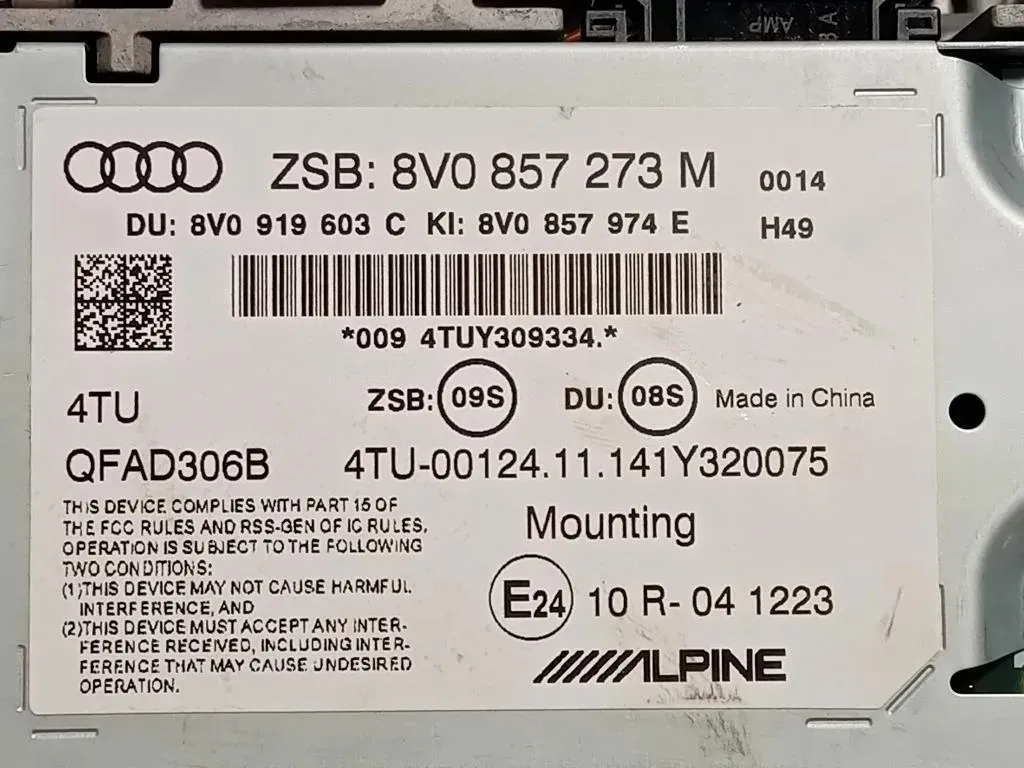 AMP
ZSB: 8V0 857 273 M 0014
DU: 8V0 919 603 C KI: 8V0 857 974 E H49
*009 4TUY309334.*
4TU ZSB: 09S DU: 08S Made in China
QFAD306B 4TU-00124.11.141Y320075
THIS DEVICE COMPLIES WITH PART 15 OF
THE FCC RULES AND RSS-GEN OF IC RULES,
OPERATION IS SUBJECT TO THE FOLLOWING
TWO CONDITIONS:
(1)THIS DEVICE MAY NOT CAUSE HARMFUL
INTERFERENCE, AND
(2)THIS DEVICE MUST ACCEPT ANY INTER-
FERENCE RECEIVED, INCLUDING INTER-
FERENCE THAT MAY CAUSE UNDESIRED
OPERATION.
Mounting
E24 10 R- 04 1223
ALPINE